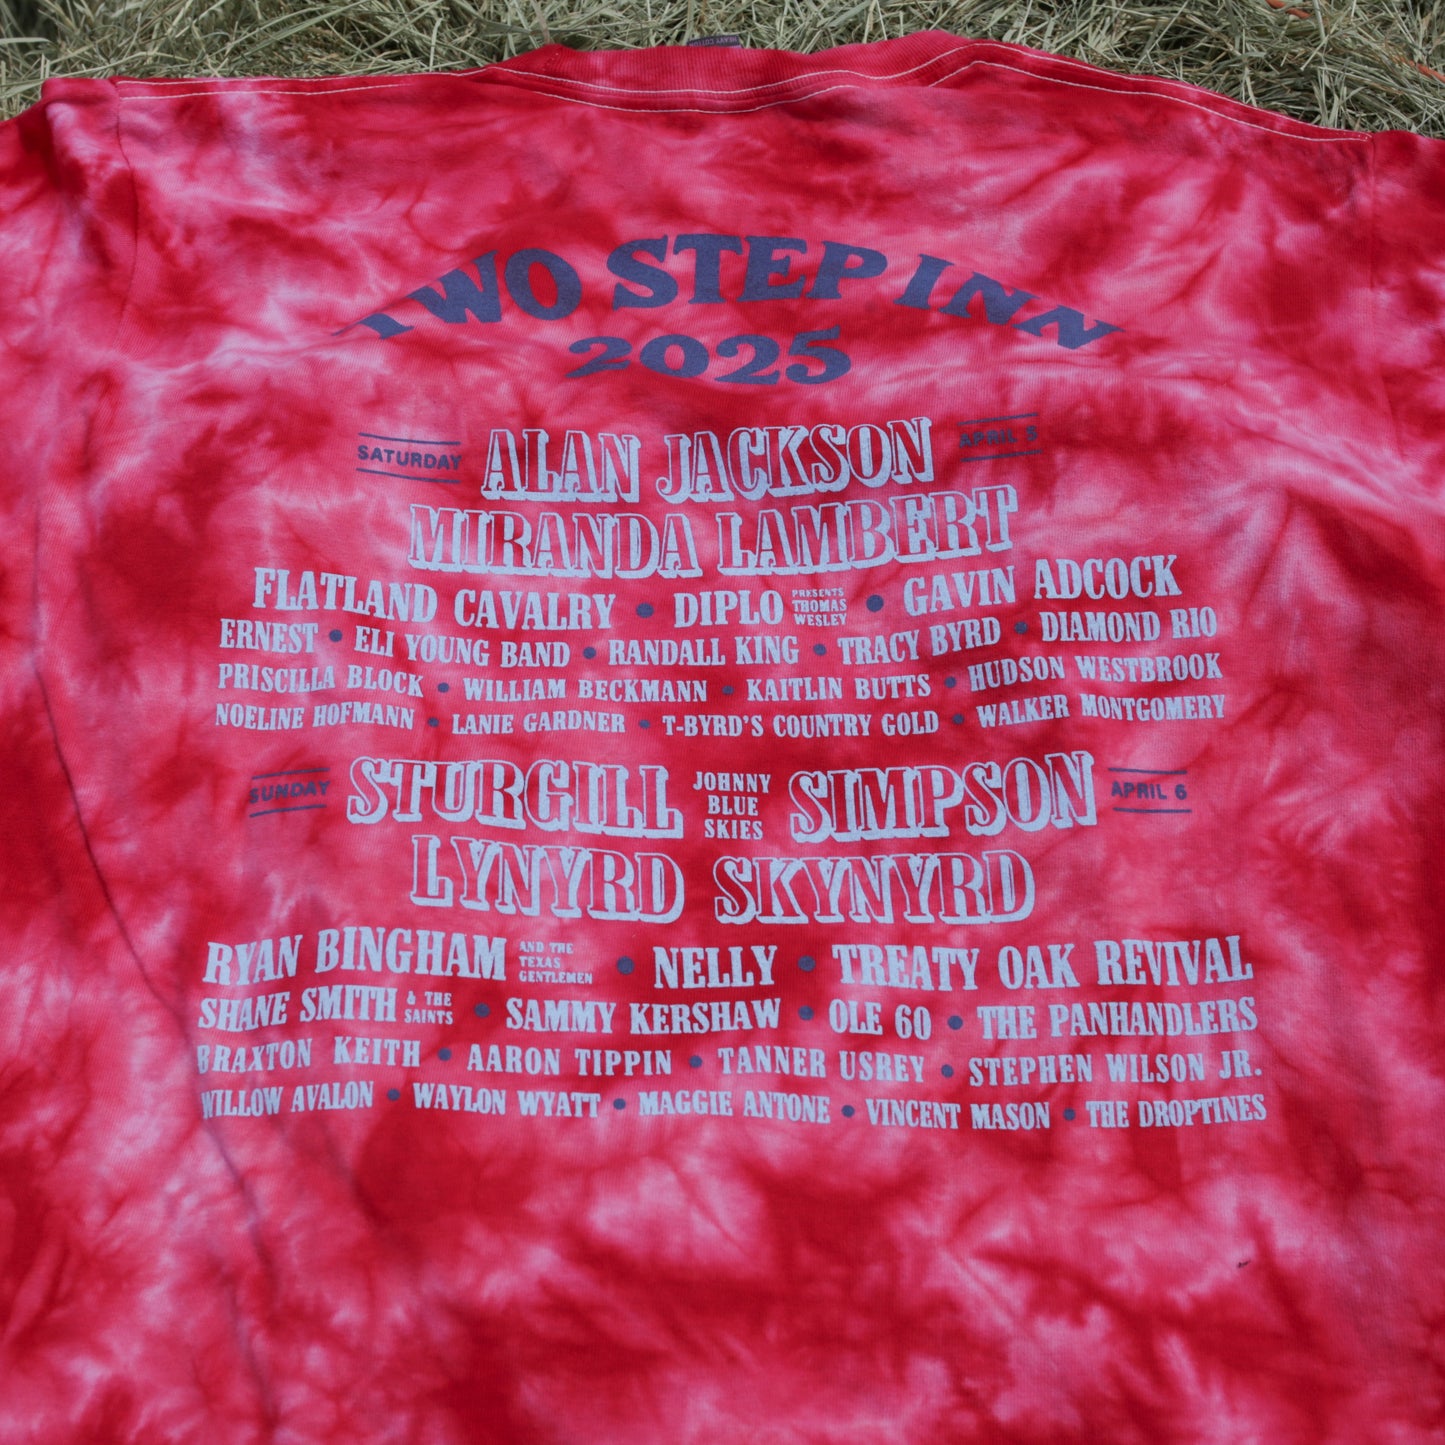 HEAVY COTTON
TWO STEP INN
2025
SATURDAY ALAN JACKSON APRIL 5
MIRANDA LAMBERT
FLATLAND CAVALRY • DIPLO PRESENTS THOMAS WESLEY • GAVIN ADCOCK
ERNEST • ELI YOUNG BAND • RANDALL KING • TRACY BYRD • DIAMOND RIO
PRISCILLA BLOCK • WILLIAM BECKMANN • KAITLIN BUTTS • HUDSON WESTBROOK
NOELINE HOFMANN • LANIE GARDNER • T-BYRD'S COUNTRY GOLD • WALKER MONTGOMERY
SUNDAY STURGILL JOHNNY BLUE SKIES SIMPSON APRIL 6
LYNYRD SKYNYRD
RYAN BINGHAM AND THE TEXAS GENTLEMEN • NELLY • TREATY OAK REVIVAL
SHANE SMITH & THE SAINTS • SAMMY KERSHAW • OLE 60 • THE PANHANDLERS
BRAXTON KEITH • AARON TIPPIN • TANNER USREY • STEPHEN WILSON JR.
WILLOW AVALON • WAYLON WYATT • MAGGIE ANTONE • VINCENT MASON • THE DROPTINES